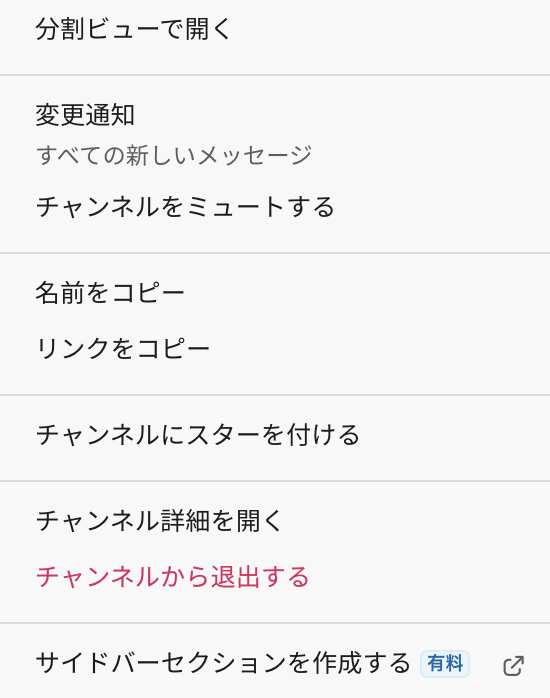 分割ビューで開く
変更通知
すべての新しいメッセージ
チャンネルをミュートする
名前をコピー
リンクをコピー
チャンネルにスターを付ける
チャンネル詳細を開く
チャンネルから退出する
サイドバーセクションを作成する 有料